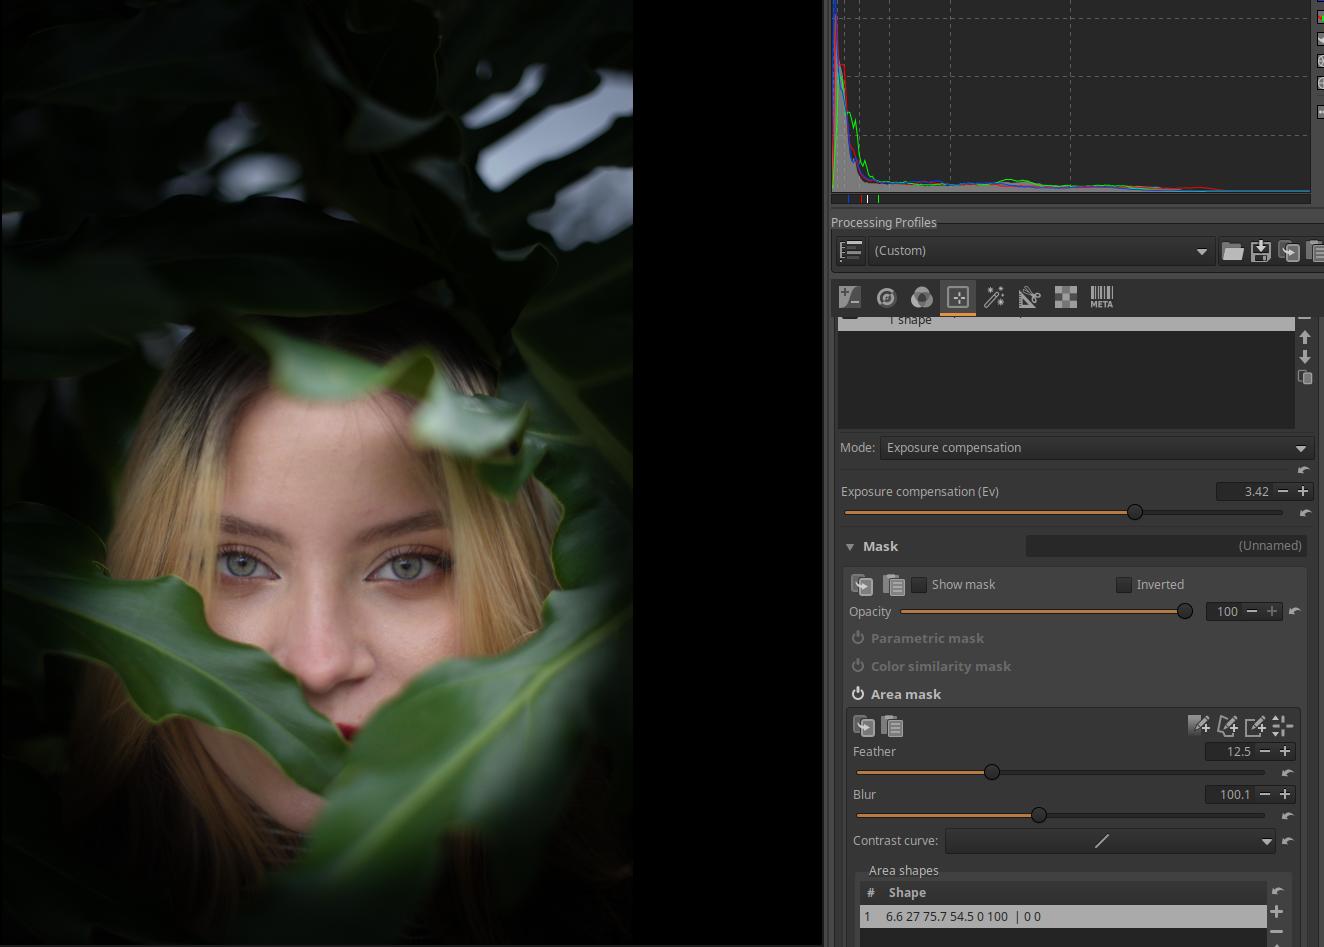 Processing Profiles
(Custom)
META
1 shape
Mode: Exposure compensation
Exposure compensation (Ev) 3.42
Mask (Unnamed)
Show mask Inverted
Opacity 100
Parametric mask
Color similarity mask
Area mask
Feather 12.5
Blur 100.1
Contrast curve:
Area shapes
# Shape
1 6.6 27 75.7 54.5 0 100 | 0 0